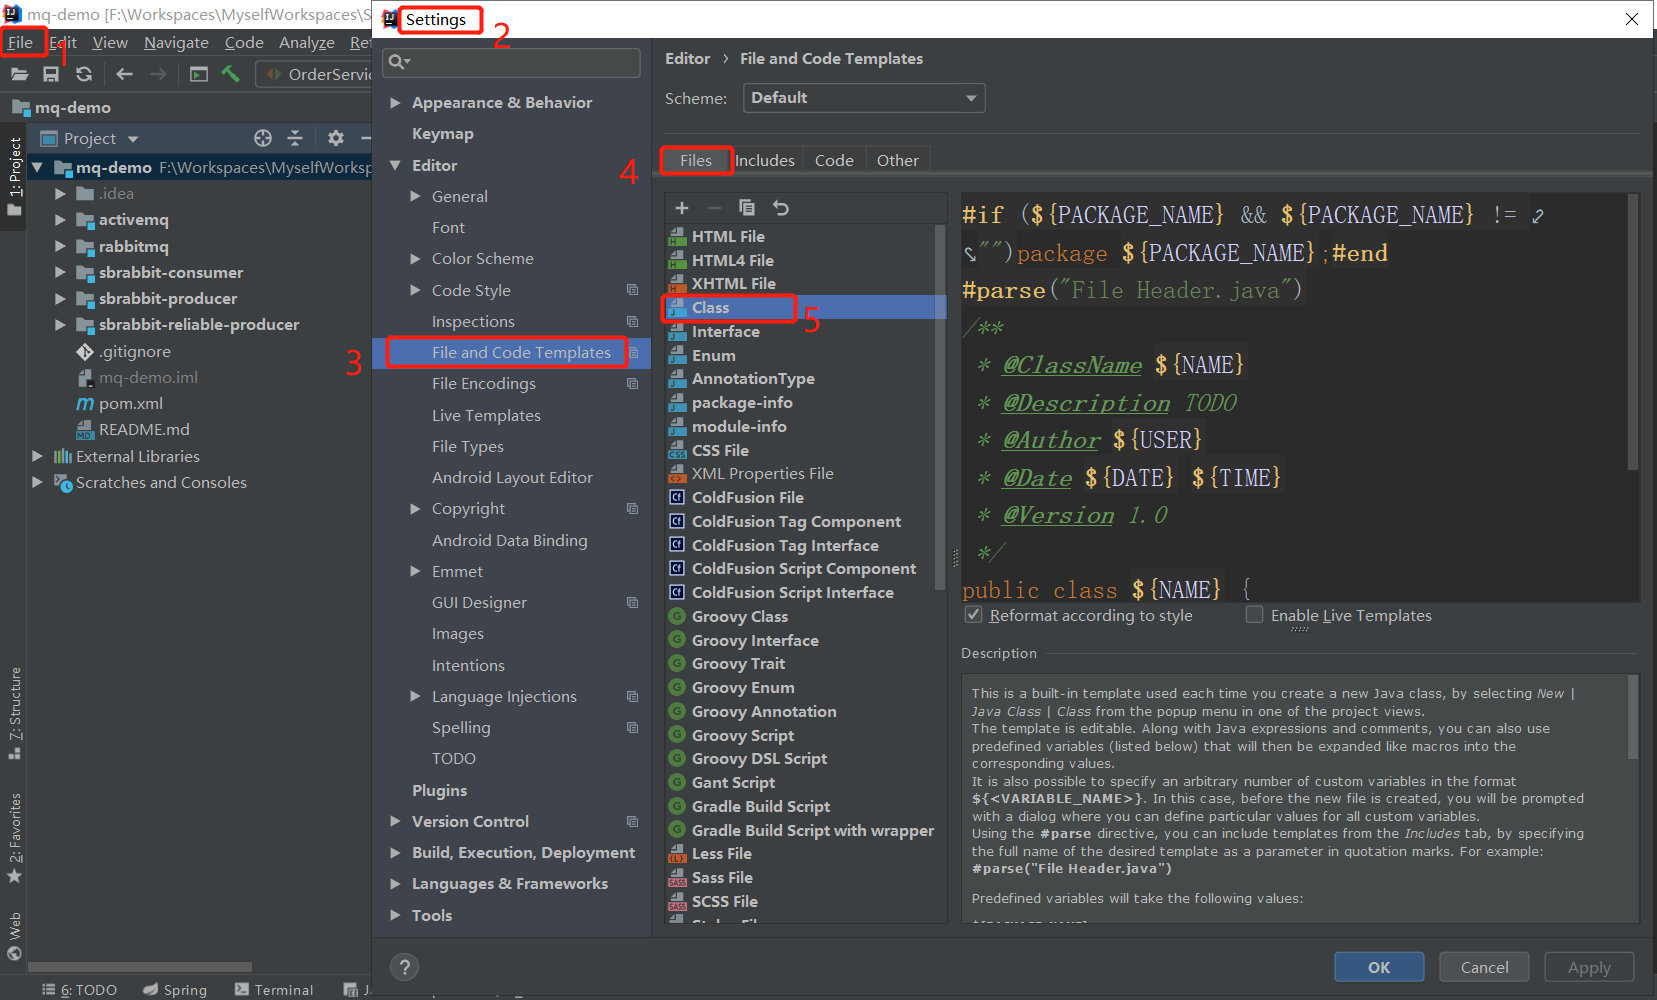 mq-demo [F:\Workspaces\MyselfWorkspaces\S
File Edit View Navigate Code Analyze Ref
1
OrderServic
mq-demo
Project
mq-demo F:\Workspaces\MyselfWorksp
.idea
activemq
rabbitmq
sbrabbit-consumer
sbrabbit-producer
sbrabbit-reliable-producer
.gitignore
mq-demo.iml
pom.xml
README.md
External Libraries
Scratches and Consoles
1: Project
7: Structure
2: Favorites
Web
6: TODO Spring Terminal
Settings
2
Appearance & Behavior
Keymap
Editor
General
Font
Color Scheme
Code Style
Inspections
File and Code Templates
3
File Encodings
Live Templates
File Types
Android Layout Editor
Copyright
Android Data Binding
Emmet
GUI Designer
Images
Intentions
Language Injections
Spelling
TODO
Plugins
Version Control
Build, Execution, Deployment
Languages & Frameworks
Tools
Editor › File and Code Templates
Scheme: Default
4
Files Includes Code Other
HTML File
HTML4 File
XHTML File
Class
5
Interface
Enum
AnnotationType
package-info
module-info
CSS File
XML Properties File
ColdFusion File
ColdFusion Tag Component
ColdFusion Tag Interface
ColdFusion Script Component
ColdFusion Script Interface
Groovy Class
Groovy Interface
Groovy Trait
Groovy Enum
Groovy Annotation
Groovy Script
Groovy DSL Script
Gant Script
Gradle Build Script
Gradle Build Script with wrapper
Less File
Sass File
SCSS File
#if (${PACKAGE_NAME} && ${PACKAGE_NAME} !=
"")package ${PACKAGE_NAME};#end
#parse("File Header.java")
/**
* @ClassName ${NAME}
* @Description TODO
* @Author ${USER}
* @Date ${DATE} ${TIME}
* @Version 1.0
*/
public class ${NAME} {
Reformat according to style Enable Live Templates
Description
This is a built-in template used each time you create a new Java class, by selecting New |
Java Class | Class from the popup menu in one of the project views.
The template is editable. Along with Java expressions and comments, you can also use
predefined variables (listed below) that will then be expanded like macros into the
corresponding values.
It is also possible to specify an arbitrary number of custom variables in the format
${<VARIABLE_NAME>}. In this case, before the new file is created, you will be prompted
with a dialog where you can define particular values for all custom variables.
Using the #parse directive, you can include templates from the Includes tab, by specifying
the full name of the desired template as a parameter in quotation marks. For example:
#parse("File Header.java")
Predefined variables will take the following values:
?
OK Cancel Apply